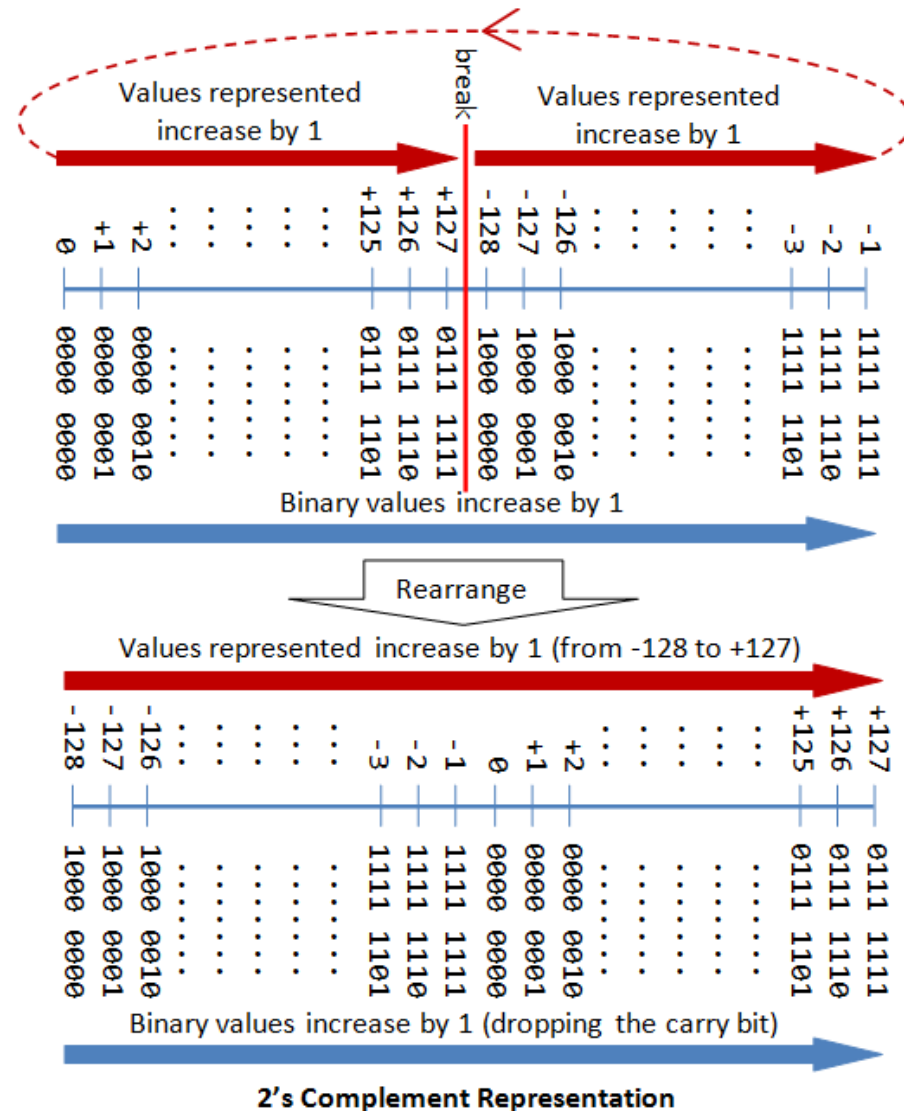 break
Values represented
increase by 1
Values represented
increase by 1
0 +1 +2 ... ... ... ... ... +125 +126 +127 -128 -127 -126 ... ... ... ... ... -3 -2 -1
0000 0000
0000 0001
0000 0010
0111 1101
0111 1110
0111 1111
1000 0000
1000 0001
1000 0010
1111 1101
1111 1110
1111 1111
Binary values increase by 1
Rearrange
Values represented increase by 1 (from -128 to +127)
-128 -127 -126 ... ... ... ... ... -3 -2 -1 0 +1 +2 ... ... ... ... ... +125 +126 +127
1000 0000
1000 0001
1000 0010
1111 1101
1111 1110
1111 1111
0000 0000
0000 0001
0000 0010
0111 1101
0111 1110
0111 1111
Binary values increase by 1 (dropping the carry bit)
2's Complement Representation